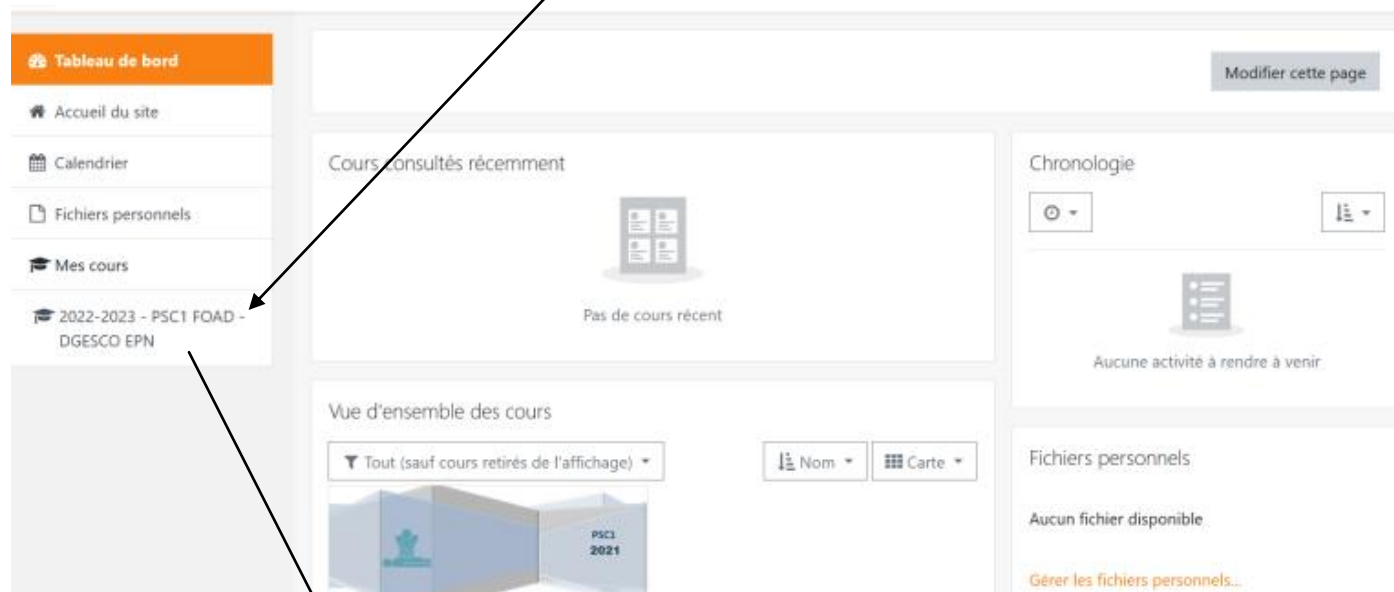 Tableau de bord
Accueil du site
Calendrier
Fichiers personnels
Mes cours
2022-2023 - PSC1 FOAD -
DGESCO EPN
Modifier cette page
Cours consultés récemment
Pas de cours récent
Vue d'ensemble des cours
Tout (sauf cours retirés de l'affichage)
Nom
Carte
PSC1
2021
Chronologie
Aucune activité à rendre à venir
Fichiers personnels
Aucun fichier disponible
Gérer les fichiers personnels...